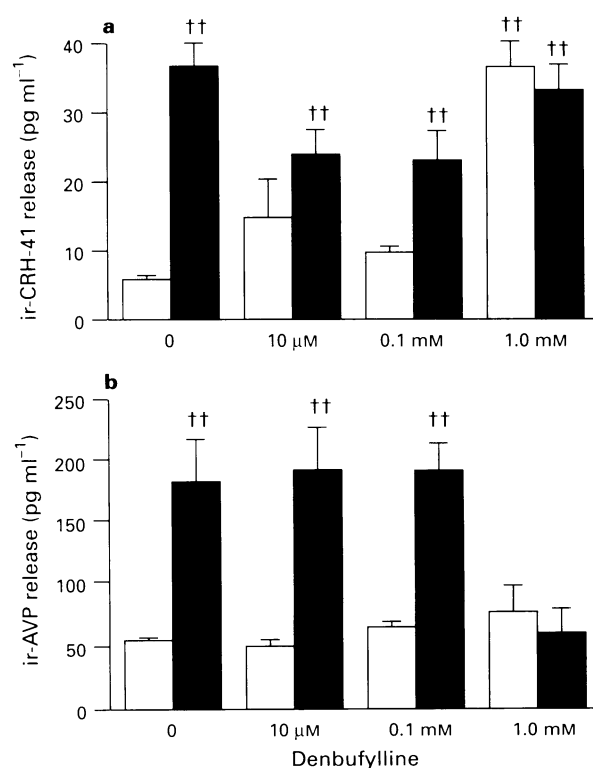 a
ir-CRH-41 release (pg ml⁻¹)
40
30
20
10
0
††
††
††
††
††
0
10 μM
0.1 mM
1.0 mM
b
ir-AVP release (pg ml⁻¹)
250
200
150
100
50
0
††
††
††
0
10 μM
0.1 mM
1.0 mM
Denbufylline